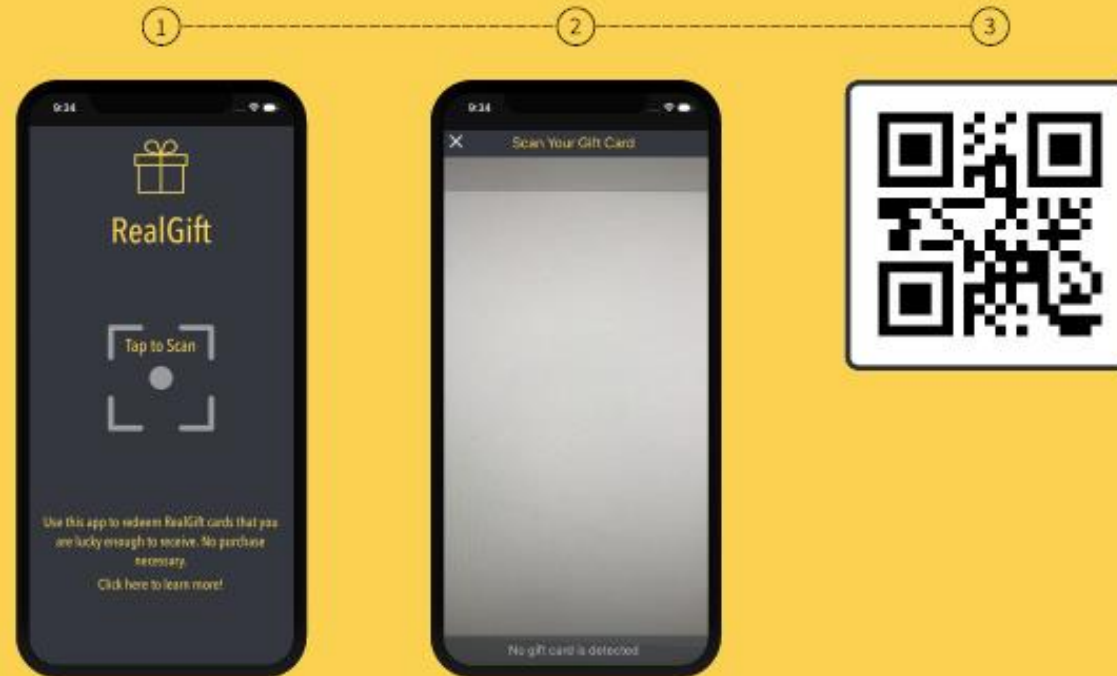 1
2
3
9:34
RealGift
Tap to Scan
Use this app to redeem RealGift cards that you
are lucky enough to receive. No purchase
necessary.
Click here to learn more!
9:34
Scan Your Gift Card
No gift card is detected